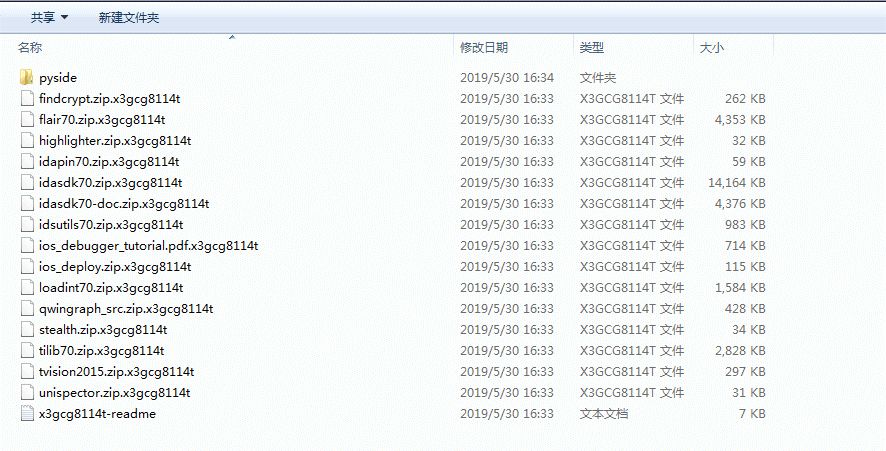 共享 新建文件夹
名称 修改日期 类型 大小
pyside 2019/5/30 16:34 文件夹
findcrypt.zip.x3gcg8114t 2019/5/30 16:33 X3GCG8114T 文件 262 KB
flair70.zip.x3gcg8114t 2019/5/30 16:33 X3GCG8114T 文件 4,353 KB
highlighter.zip.x3gcg8114t 2019/5/30 16:33 X3GCG8114T 文件 32 KB
idapin70.zip.x3gcg8114t 2019/5/30 16:33 X3GCG8114T 文件 59 KB
idasdk70.zip.x3gcg8114t 2019/5/30 16:33 X3GCG8114T 文件 14,164 KB
idasdk70-doc.zip.x3gcg8114t 2019/5/30 16:33 X3GCG8114T 文件 4,376 KB
idsutils70.zip.x3gcg8114t 2019/5/30 16:33 X3GCG8114T 文件 983 KB
ios_debugger_tutorial.pdf.x3gcg8114t 2019/5/30 16:33 X3GCG8114T 文件 714 KB
ios_deploy.zip.x3gcg8114t 2019/5/30 16:33 X3GCG8114T 文件 115 KB
loadint70.zip.x3gcg8114t 2019/5/30 16:33 X3GCG8114T 文件 1,584 KB
qwingraph_src.zip.x3gcg8114t 2019/5/30 16:33 X3GCG8114T 文件 428 KB
stealth.zip.x3gcg8114t 2019/5/30 16:33 X3GCG8114T 文件 34 KB
tilib70.zip.x3gcg8114t 2019/5/30 16:33 X3GCG8114T 文件 2,828 KB
tvision2015.zip.x3gcg8114t 2019/5/30 16:33 X3GCG8114T 文件 297 KB
unispector.zip.x3gcg8114t 2019/5/30 16:33 X3GCG8114T 文件 31 KB
x3gcg8114t-readme 2019/5/30 16:33 文本文档 7 KB